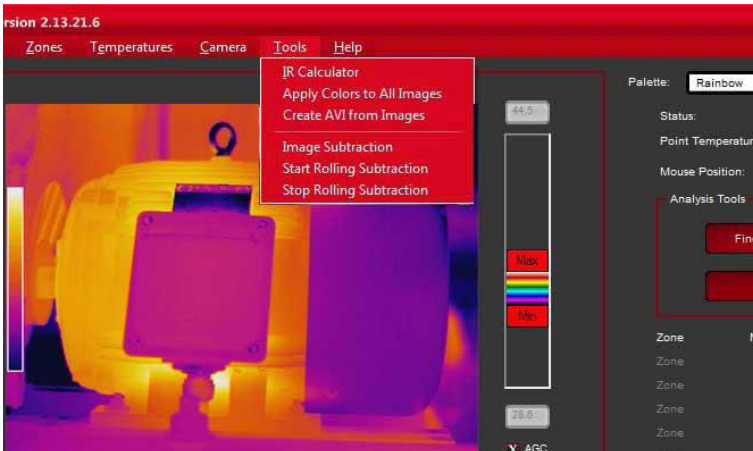 rsion 2.13.21.6
Zones Temperatures Camera Tools Help
IR Calculator
Apply Colors to All Images
Create AVI from Images
Image Subtraction
Start Rolling Subtraction
Stop Rolling Subtraction
44.5
Max
Min
28.6
X AGC
Palette: Rainbow
Status:
Point Temperatur
Mouse Position:
Analysis Tools
Fin
Zone
Zone
Zone
Zone
Zone